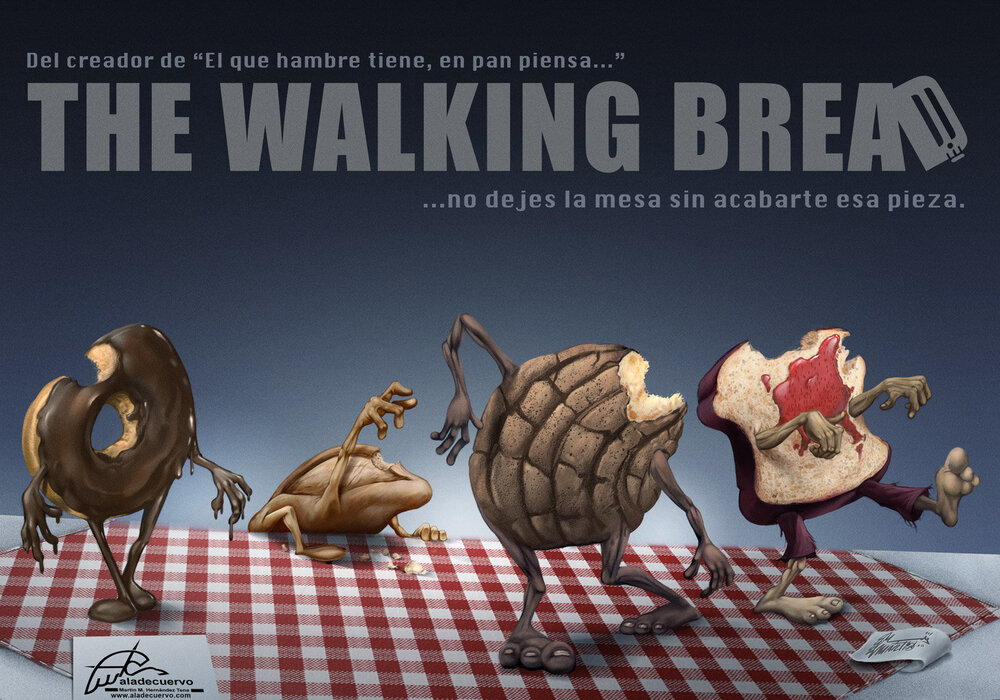 Del creador de “El que hambre tiene, en pan piensa...”
THE WALKING BREAD
...no dejes la mesa sin acabarte esa pieza.
aladecuervo
Martín M. Hernández Tena
www.aladecuervo.com